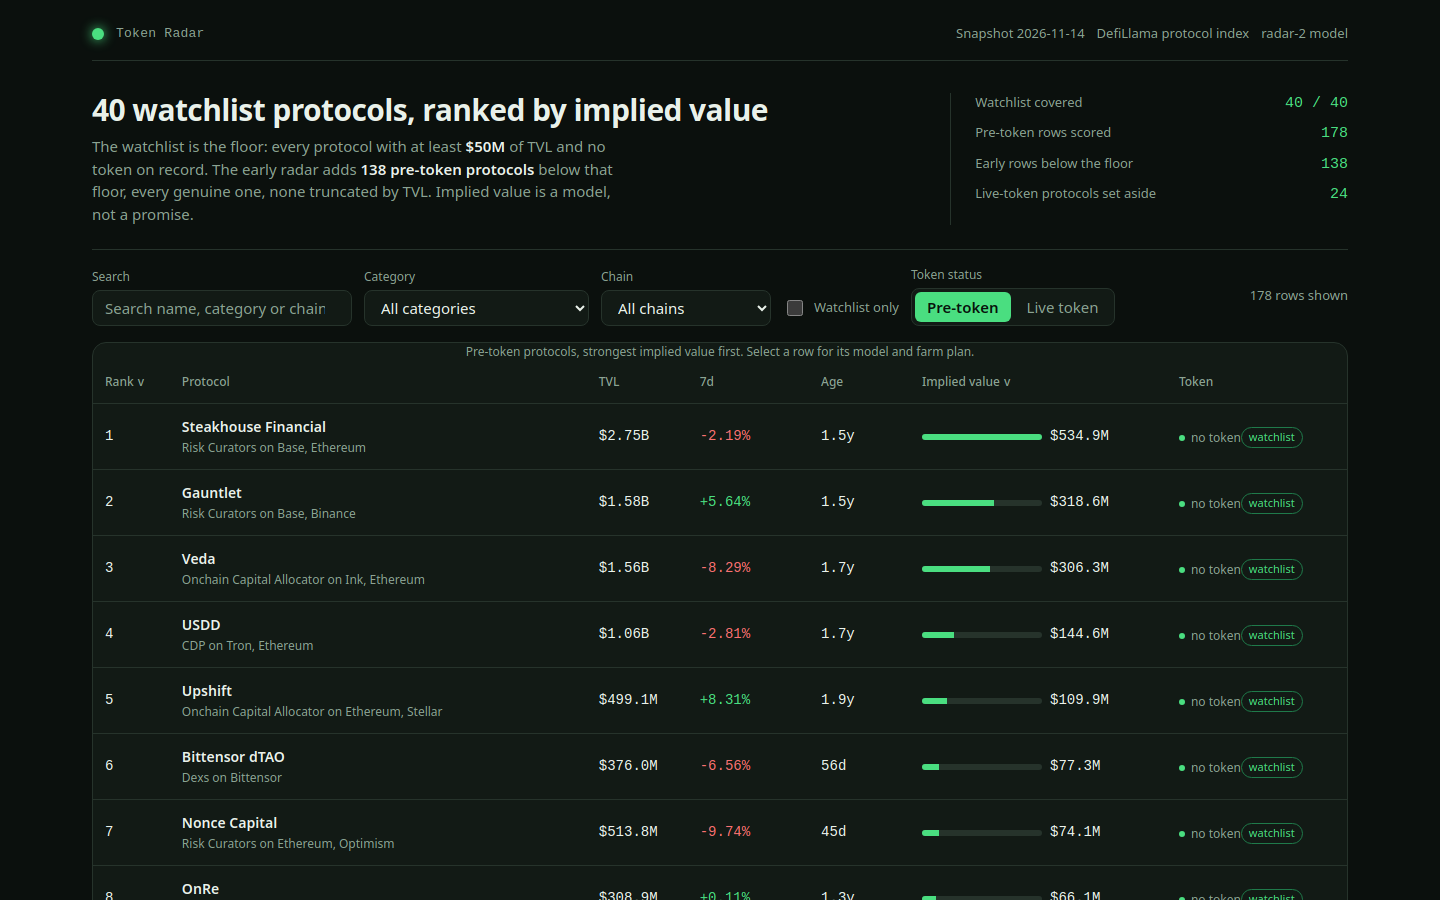 Token Radar
Snapshot 2026-11-14 DefiLlama protocol index radar-2 model
40 watchlist protocols, ranked by implied value
The watchlist is the floor: every protocol with at least $50M of TVL and no
token on record. The early radar adds 138 pre-token protocols below that
floor, every genuine one, none truncated by TVL. Implied value is a model,
not a promise.
Watchlist covered 40 / 40
Pre-token rows scored 178
Early rows below the floor 138
Live-token protocols set aside 24
Search
Category
Chain
Token status
Search name, category or chain
All categories
All chains
Watchlist only
Pre-token
Live token
178 rows shown
Pre-token protocols, strongest implied value first. Select a row for its model and farm plan.
Rank v Protocol TVL 7d Age Implied value v Token
1 Steakhouse Financial $2.75B -2.19% 1.5y $534.9M no token watchlist
Risk Curators on Base, Ethereum
2 Gauntlet $1.58B +5.64% 1.5y $318.6M no token watchlist
Risk Curators on Base, Binance
3 Veda $1.56B -8.29% 1.7y $306.3M no token watchlist
Onchain Capital Allocator on Ink, Ethereum
4 USDD $1.06B -2.81% 1.7y $144.6M no token watchlist
CDP on Tron, Ethereum
5 Upshift $499.1M +8.31% 1.9y $109.9M no token watchlist
Onchain Capital Allocator on Ethereum, Stellar
6 Bittensor dTAO $376.0M -6.56% 56d $77.3M no token watchlist
Dexs on Bittensor
7 Nonce Capital $513.8M -9.74% 45d $74.1M no token watchlist
Risk Curators on Ethereum, Optimism
8 OnRe $308.9M +0.11% 1.3y $66.1M no token watchlist